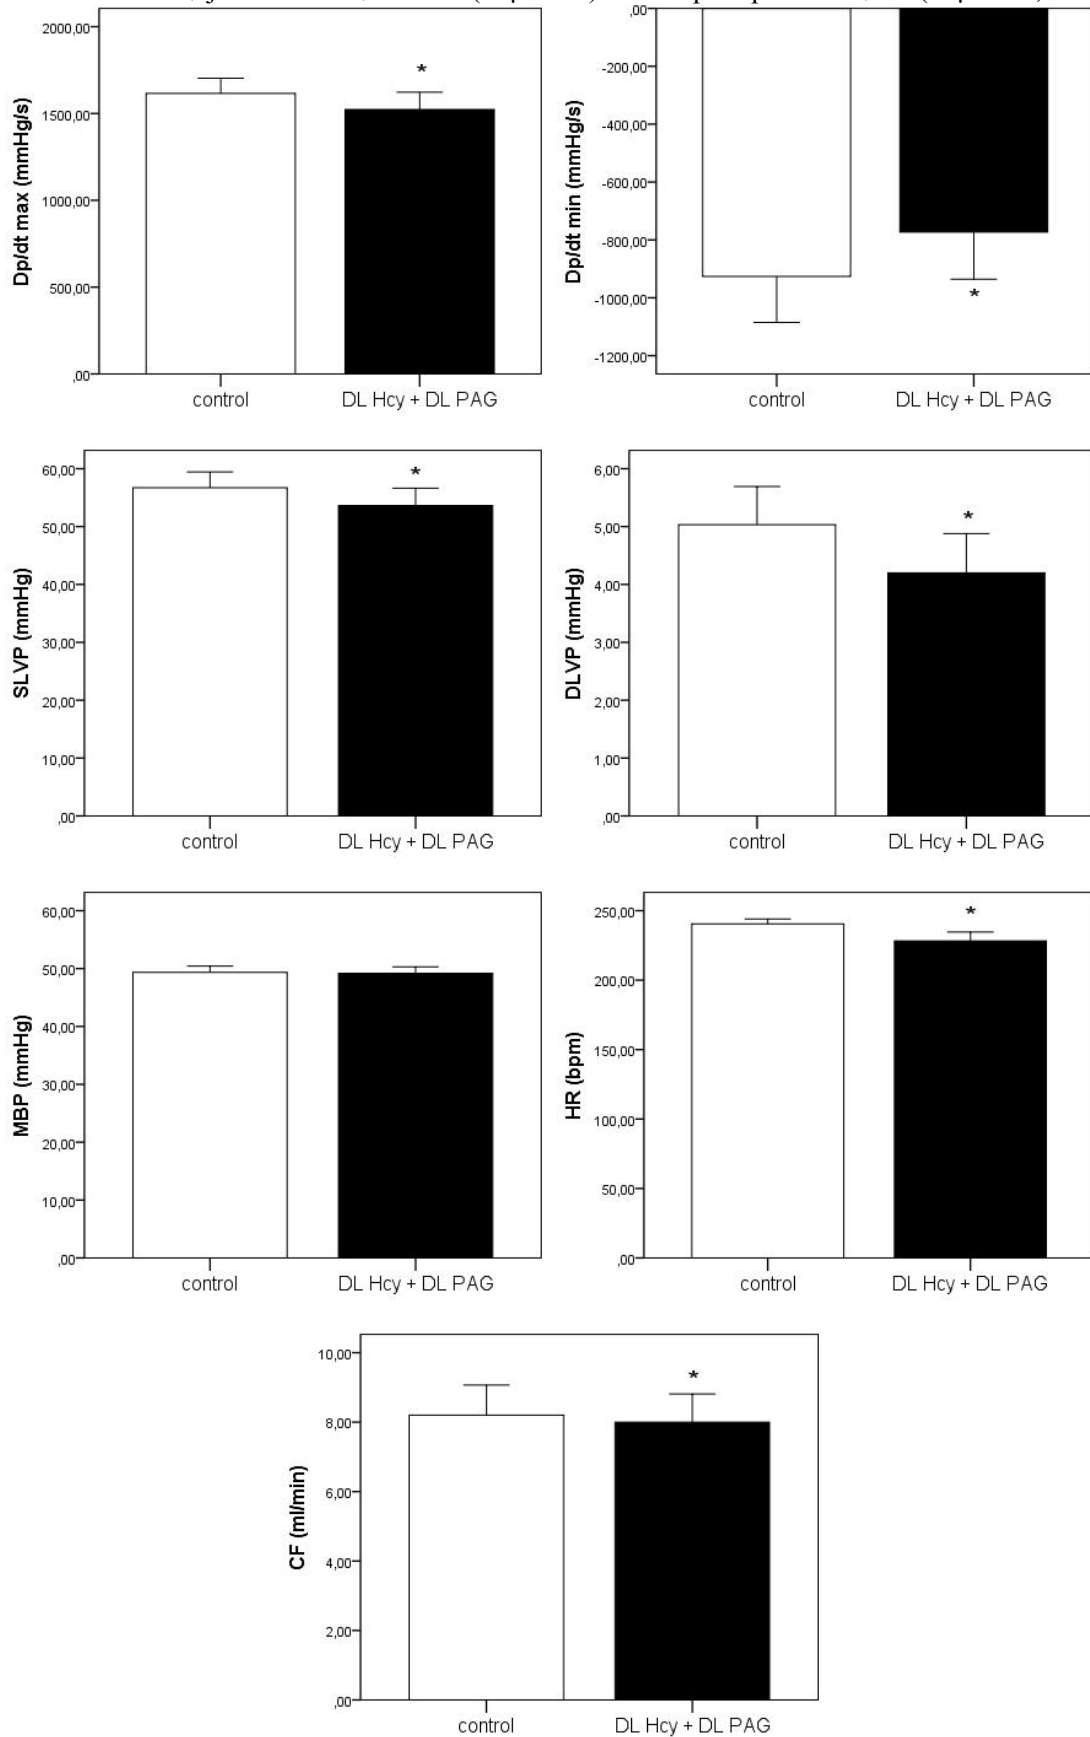 Dp/dt max (mmHg/s)
2000,00
1500,00
1000,00
500,00
,00
*
control
DL Hcy + DL PAG
Dp/dt min (mmHg/s)
,00
-200,00
-400,00
-600,00
-800,00
-1000,00
-1200,00
*
control
DL Hcy + DL PAG
SLVP (mmHg)
60,00
50,00
40,00
30,00
20,00
10,00
,00
*
control
DL Hcy + DL PAG
DLVP (mmHg)
6,00
5,00
4,00
3,00
2,00
1,00
,00
*
control
DL Hcy + DL PAG
MBP (mmHg)
60,00
50,00
40,00
30,00
20,00
10,00
,00
control
DL Hcy + DL PAG
HR (bpm)
250,00
200,00
150,00
100,00
50,00
,00
*
control
DL Hcy + DL PAG
CF (ml/min)
10,00
8,00
6,00
4,00
2,00
,00
*
control
DL Hcy + DL PAG